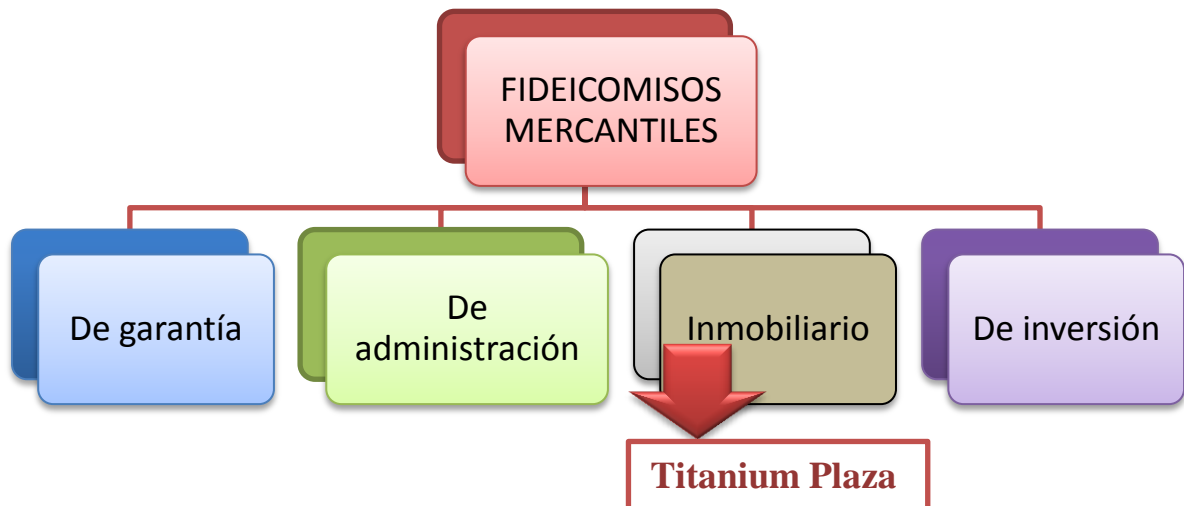 FIDEICOMISOS
MERCANTILES
De garantía
De
administración
Inmobiliario
De inversión
Titanium Plaza